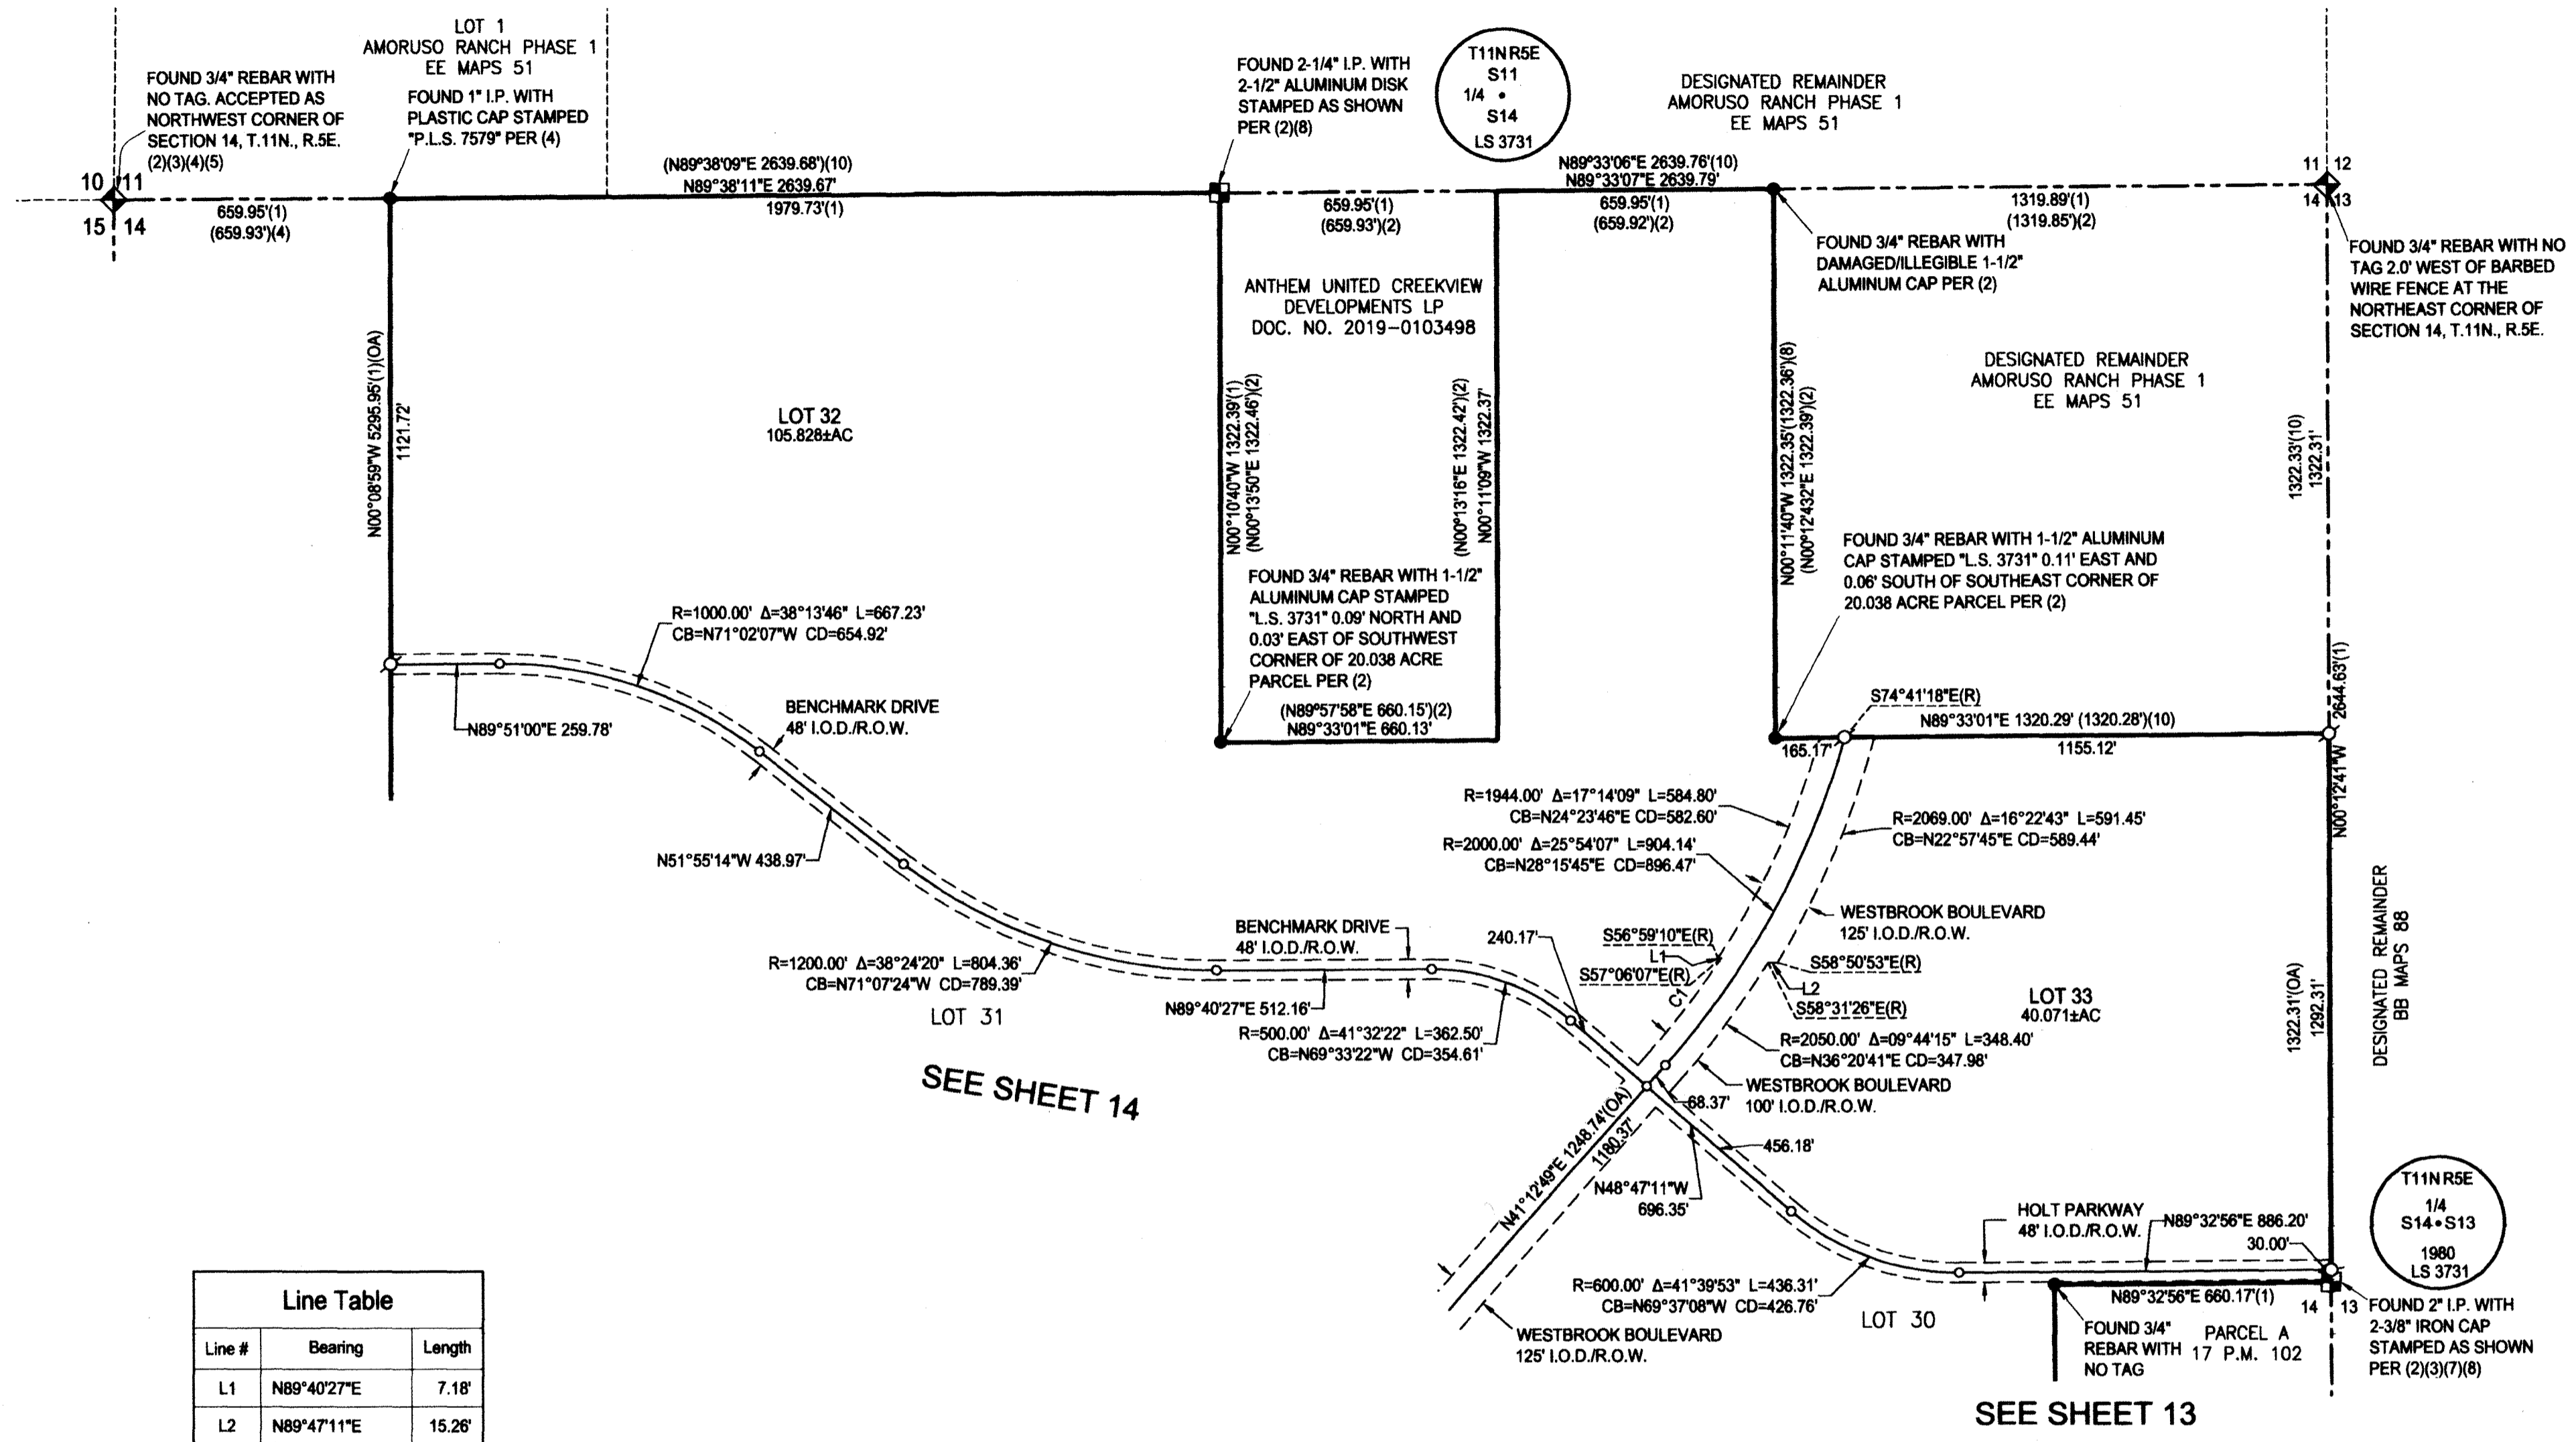 LOT 1
AMORUSO RANCH PHASE 1
EE MAPS 51
FOUND 3/4" REBAR WITH
NO TAG. ACCEPTED AS
NORTHWEST CORNER OF
SECTION 14, T.11N., R.5E.
(2)(3)(4)(5)
FOUND 1" I.P. WITH
PLASTIC CAP STAMPED
"P.L.S. 7579" PER (4)
FOUND 2-1/4" I.P. WITH
2-1/2" ALUMINUM DISK
STAMPED AS SHOWN
PER (2)(8)
T11N R5E
S11
1/4
S14
LS 3731
DESIGNATED REMAINDER
AMORUSO RANCH PHASE 1
EE MAPS 51
10 11
15 14
659.95'(1)
(659.93')(4)
(N89°38'09"E 2639.68')(10)
N89°38'11"E 2639.67'
1979.73'(1)
659.95'(1)
(659.93')(2)
N89°33'06"E 2639.76'(10)
N89°33'07"E 2639.79'
659.95'(1)
(659.92')(2)
1319.89'(1)
(1319.85')(2)
11 12
14 13
FOUND 3/4" REBAR WITH
DAMAGED/ILLEGIBLE 1-1/2"
ALUMINUM CAP PER (2)
FOUND 3/4" REBAR WITH NO
TAG 2.0' WEST OF BARBED
WIRE FENCE AT THE
NORTHEAST CORNER OF
SECTION 14, T.11N., R.5E.
ANTHEM UNITED CREEKVIEW
DEVELOPMENTS LP
DOC. NO. 2019-0103498
DESIGNATED REMAINDER
AMORUSO RANCH PHASE 1
EE MAPS 51
N00°08'59"W 5295.95'(1)(OA)
1121.72'
LOT 32
105.828±AC
N00°10'40"W 1322.39'(1)
(N00°13'50"E 1322.46')(2)
(N00°13'16"E 1322.42')(2)
N00°11'09"W 1322.37'
N00°11'40"W 1322.35'(1322.36')(8)
(N00°12'432"E 1322.39')(2)
1322.33'(10)
1322.31'
FOUND 3/4" REBAR WITH 1-1/2"
ALUMINUM CAP STAMPED
"L.S. 3731" 0.09' NORTH AND
0.03' EAST OF SOUTHWEST
CORNER OF 20.038 ACRE
PARCEL PER (2)
(N89°57'58"E 660.15')(2)
N89°33'01"E 660.13'
FOUND 3/4" REBAR WITH 1-1/2" ALUMINUM
CAP STAMPED "L.S. 3731" 0.11' EAST AND
0.06' SOUTH OF SOUTHEAST CORNER OF
20.038 ACRE PARCEL PER (2)
R=1000.00' Δ=38°13'46" L=667.23'
CB=N71°02'07"W CD=654.92'
N89°51'00"E 259.78'
BENCHMARK DRIVE
48' I.O.D./R.O.W.
S74°41'18"E(R)
N89°33'01"E 1320.29' (1320.28')(10)
165.17'
1155.12'
N00°12'41"W 2644.63'(1)
R=1944.00' Δ=17°14'09" L=584.80'
CB=N24°23'46"E CD=582.60'
R=2000.00' Δ=25°54'07" L=904.14'
CB=N28°15'45"E CD=896.47'
R=2069.00' Δ=16°22'43" L=591.45'
CB=N22°57'45"E CD=589.44'
N51°55'14"W 438.97'
WESTBROOK BOULEVARD
125' I.O.D./R.O.W.
DESIGNATED REMAINDER
BB MAPS 88
R=1200.00' Δ=38°24'20" L=804.36'
CB=N71°07'24"W CD=789.39'
BENCHMARK DRIVE
48' I.O.D./R.O.W.
240.17'
S56°59'10"E(R)
L1
S57°06'07"E(R)
C1
S58°50'53"E(R)
L2
S58°31'26"E(R)
LOT 31
N89°40'27"E 512.16'
R=500.00' Δ=41°32'22" L=362.50'
CB=N69°33'22"W CD=354.61'
LOT 33
40.071±AC
1322.31'(OA)
1292.31'
R=2050.00' Δ=09°44'15" L=348.40'
CB=N36°20'41"E CD=347.98'
WESTBROOK BOULEVARD
100' I.O.D./R.O.W.
SEE SHEET 14
68.37'
456.18'
N41°12'49"E 1248.74'(OA)
1180.37'
N48°47'11"W
696.35'
HOLT PARKWAY
48' I.O.D./R.O.W.
N89°32'56"E 886.20'
30.00'
T11N R5E
1/4
S14 S13
1980
LS 3731
R=600.00' Δ=41°39'53" L=436.31'
CB=N69°37'08"W CD=426.76'
N89°32'56"E 660.17'(1)
14 13
WESTBROOK BOULEVARD
125' I.O.D./R.O.W.
LOT 30
FOUND 3/4"
REBAR WITH
NO TAG
PARCEL A
17 P.M. 102
FOUND 2" I.P. WITH
2-3/8" IRON CAP
STAMPED AS SHOWN
PER (2)(3)(7)(8)
SEE SHEET 13
Line Table
Line # Bearing Length
L1 N89°40'27"E 7.18'
L2 N89°47'11"E 15.26'